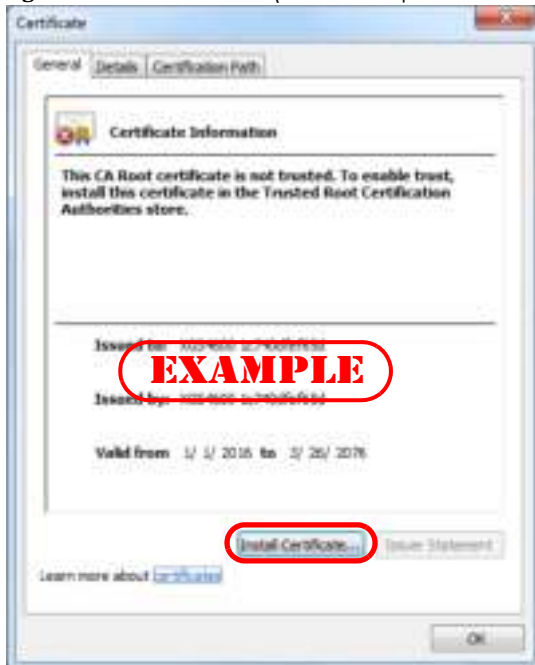 Certificate
General Details Certification Path
Certificate Information
This CA Root certificate is not trusted. To enable trust,
install this certificate in the Trusted Root Certification
Authorities store.
Issued to:
EXAMPLE
Issued by:
Valid from 1/ 1/ 2016 to 3/ 26/ 2076
Install Certificate... Issuer Statement
Learn more about certificates
OK